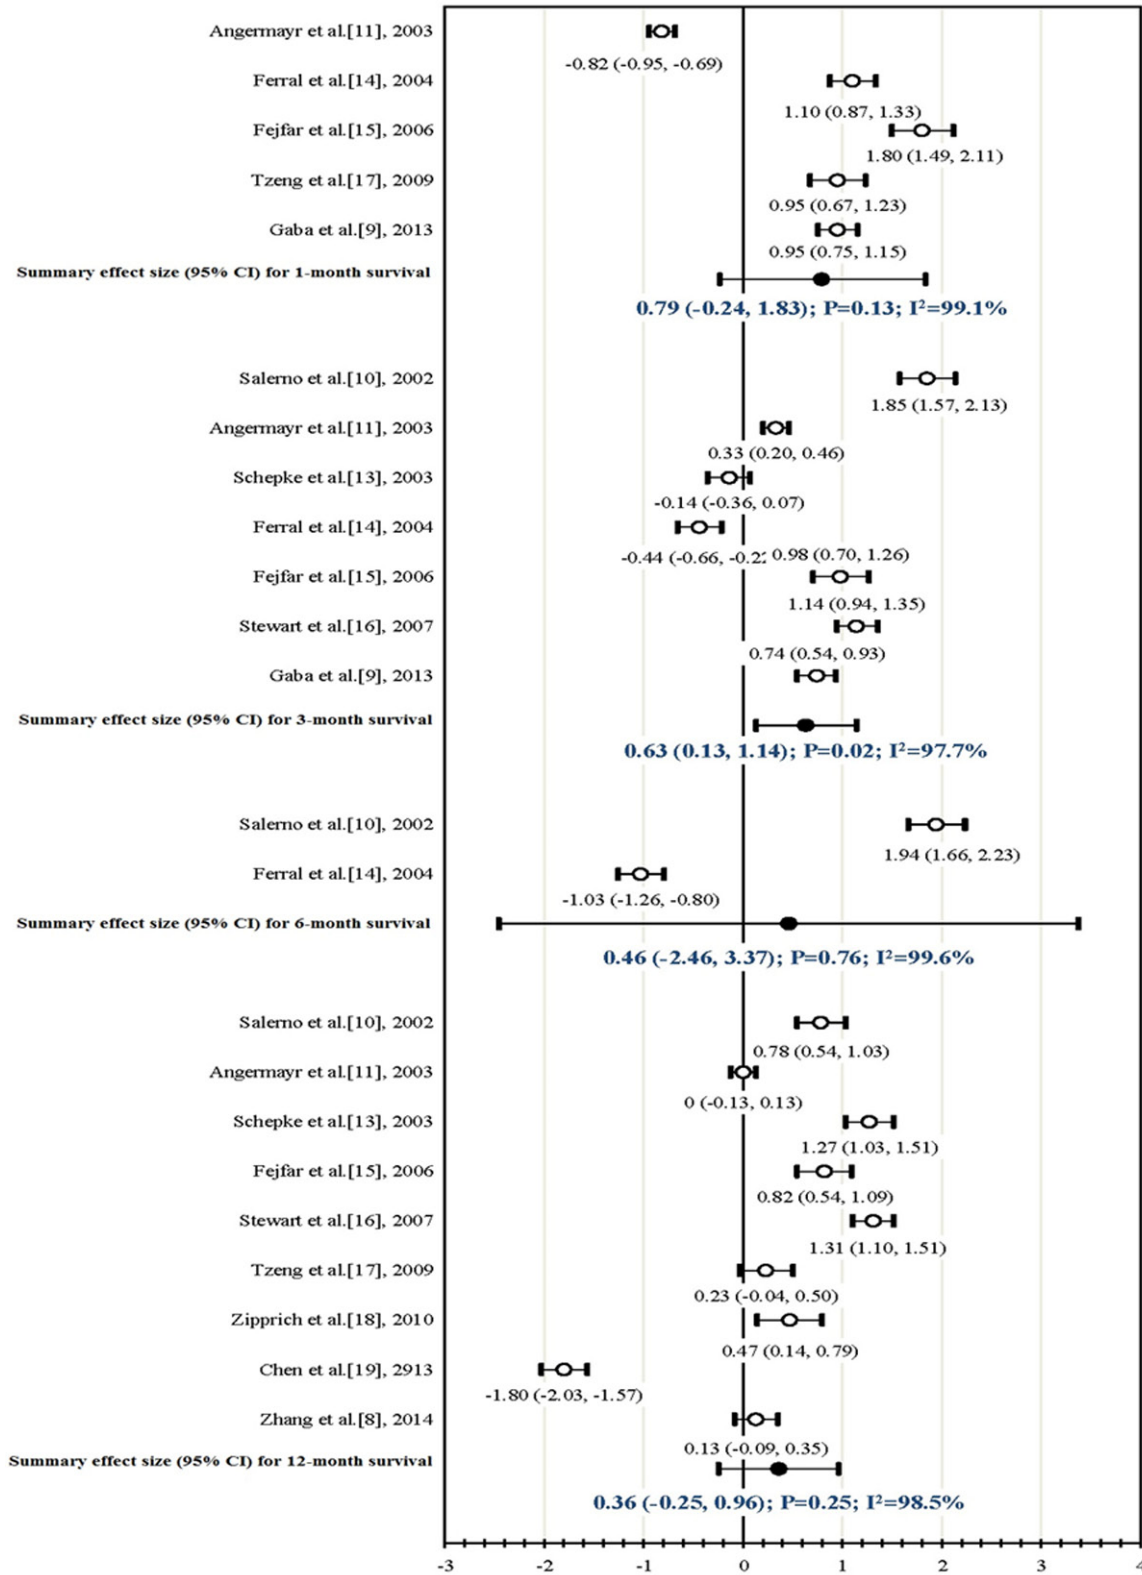 Angermayr et al.[11], 2003
-0.82 (-0.95, -0.69)
Ferral et al.[14], 2004
1.10 (0.87, 1.33)
Fejfar et al.[15], 2006
1.80 (1.49, 2.11)
Tzeng et al.[17], 2009
0.95 (0.67, 1.23)
Gaba et al.[9], 2013
0.95 (0.75, 1.15)
Summary effect size (95% CI) for 1-month survival
0.79 (-0.24, 1.83); P=0.13; I²=99.1%
Salerno et al.[10], 2002
1.85 (1.57, 2.13)
Angermayr et al.[11], 2003
0.33 (0.20, 0.46)
Schepke et al.[13], 2003
-0.14 (-0.36, 0.07)
Ferral et al.[14], 2004
-0.44 (-0.66, -0.2
0.98 (0.70, 1.26)
Fejfar et al.[15], 2006
1.14 (0.94, 1.35)
Stewart et al.[16], 2007
0.74 (0.54, 0.93)
Gaba et al.[9], 2013
Summary effect size (95% CI) for 3-month survival
0.63 (0.13, 1.14); P=0.02; I²=97.7%
Salerno et al.[10], 2002
1.94 (1.66, 2.23)
Ferral et al.[14], 2004
-1.03 (-1.26, -0.80)
Summary effect size (95% CI) for 6-month survival
0.46 (-2.46, 3.37); P=0.76; I²=99.6%
Salerno et al.[10], 2002
0.78 (0.54, 1.03)
Angermayr et al.[11], 2003
0 (-0.13, 0.13)
Schepke et al.[13], 2003
1.27 (1.03, 1.51)
Fejfar et al.[15], 2006
0.82 (0.54, 1.09)
Stewart et al.[16], 2007
1.31 (1.10, 1.51)
Tzeng et al.[17], 2009
0.23 (-0.04, 0.50)
Zipprich et al.[18], 2010
0.47 (0.14, 0.79)
Chen et al.[19], 2913
-1.80 (-2.03, -1.57)
Zhang et al.[8], 2014
0.13 (-0.09, 0.35)
Summary effect size (95% CI) for 12-month survival
0.36 (-0.25, 0.96); P=0.25; I²=98.5%
-3 -2 -1 0 1 2 3 4